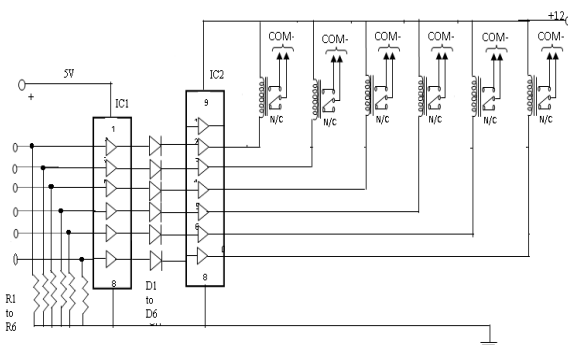 +12
COM-
COM-
COM-
COM-
COM-
COM-
5V
+
IC1
IC2
9
1
N/C
N/C
N/C
N/C
N/C
N/C
8
8
R1
to
R6
D1
to
D6